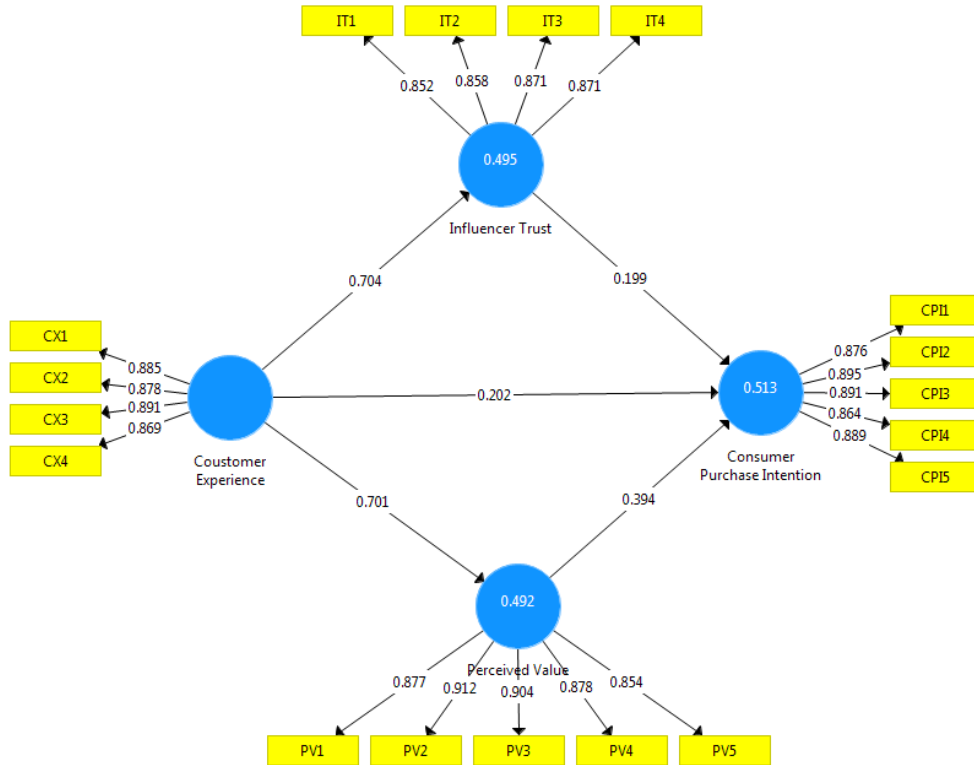 IT1 IT2 IT3 IT4
0.852 0.858 0.871 0.871
0.495
Influencer Trust
0.704
0.199
CX1
CX2
CX3
CX4
0.885
0.878
0.891
0.869
Coustomer
Experience
0.202
0.513
Consumer
Purchase Intention
CPI1
CPI2
CPI3
CPI4
CPI5
0.876
0.895
0.891
0.864
0.889
0.701
0.394
0.492
Perceived Value
0.877 0.912 0.904 0.878 0.854
PV1 PV2 PV3 PV4 PV5